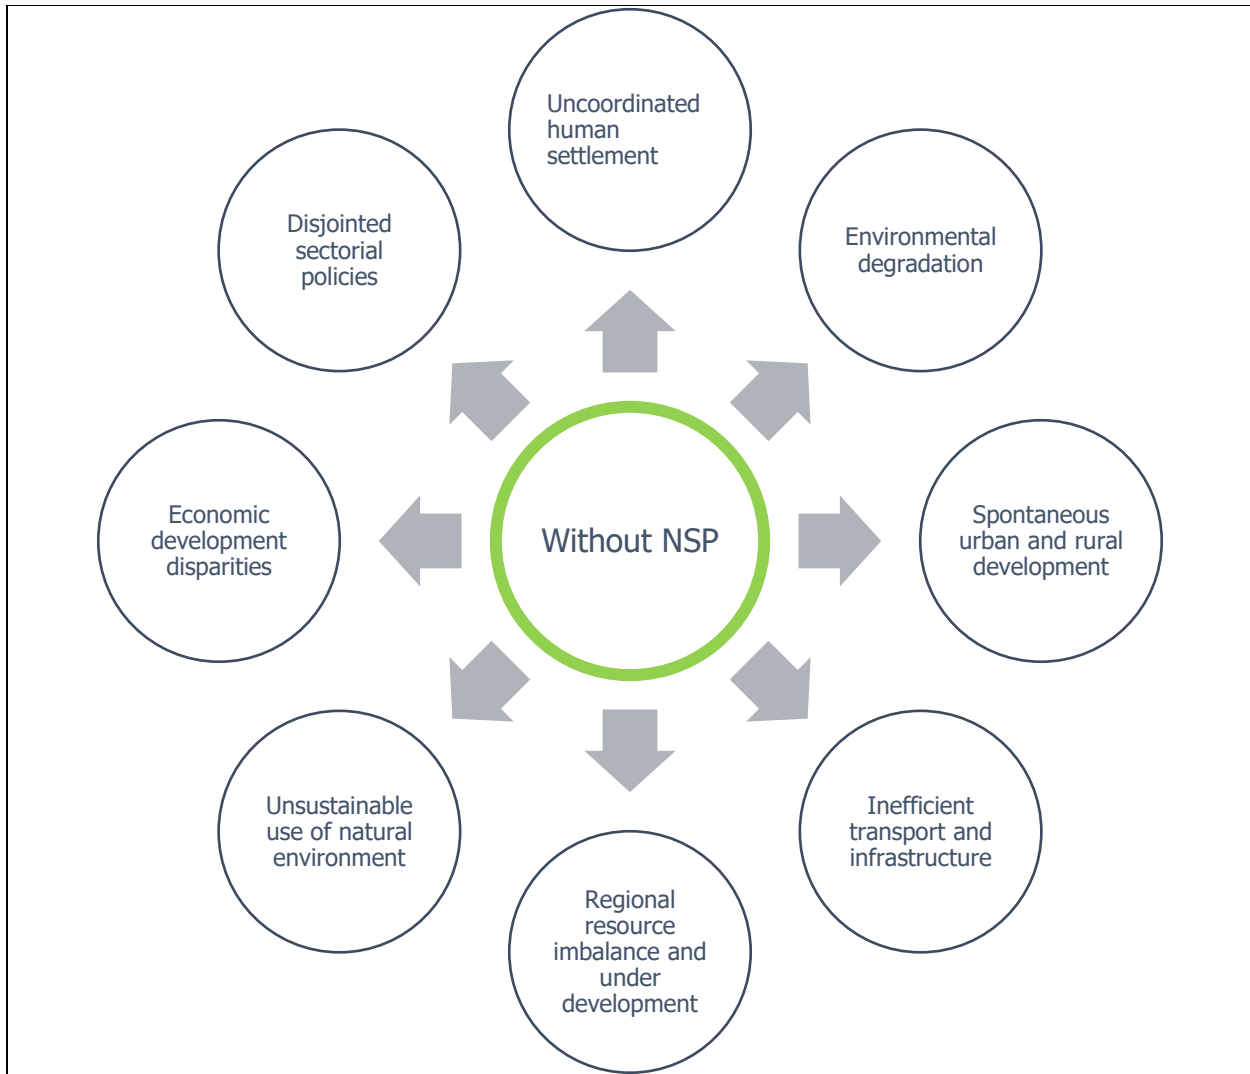 Uncoordinated
human
settlement
Environmental
degradation
Spontaneous
urban and rural
development
Inefficient
transport and
infrastructure
Regional
resource
imbalance and
under
development
Unsustainable
use of natural
environment
Economic
development
disparities
Disjointed
sectorial
policies
Without NSP